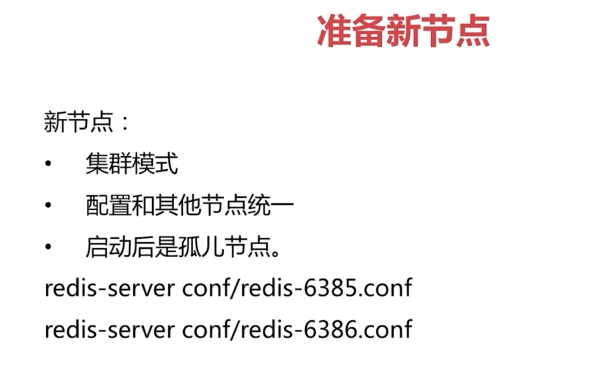 准备新节点
新节点：
• 集群模式
• 配置和其他节点统一
• 启动后是孤儿节点。
redis-server conf/redis-6385.conf
redis-server conf/redis-6386.conf